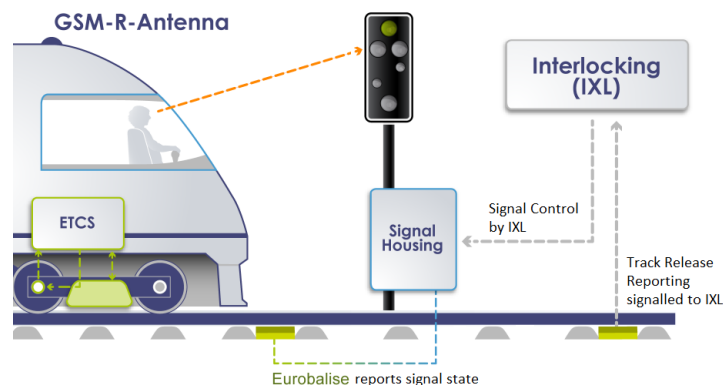 GSM-R-Antenna
Interlocking
(IXL)
ETCS
Signal
Housing
Signal Control
by IXL
Track Release
Reporting
signalled to IXL
Eurobalise reports signal state